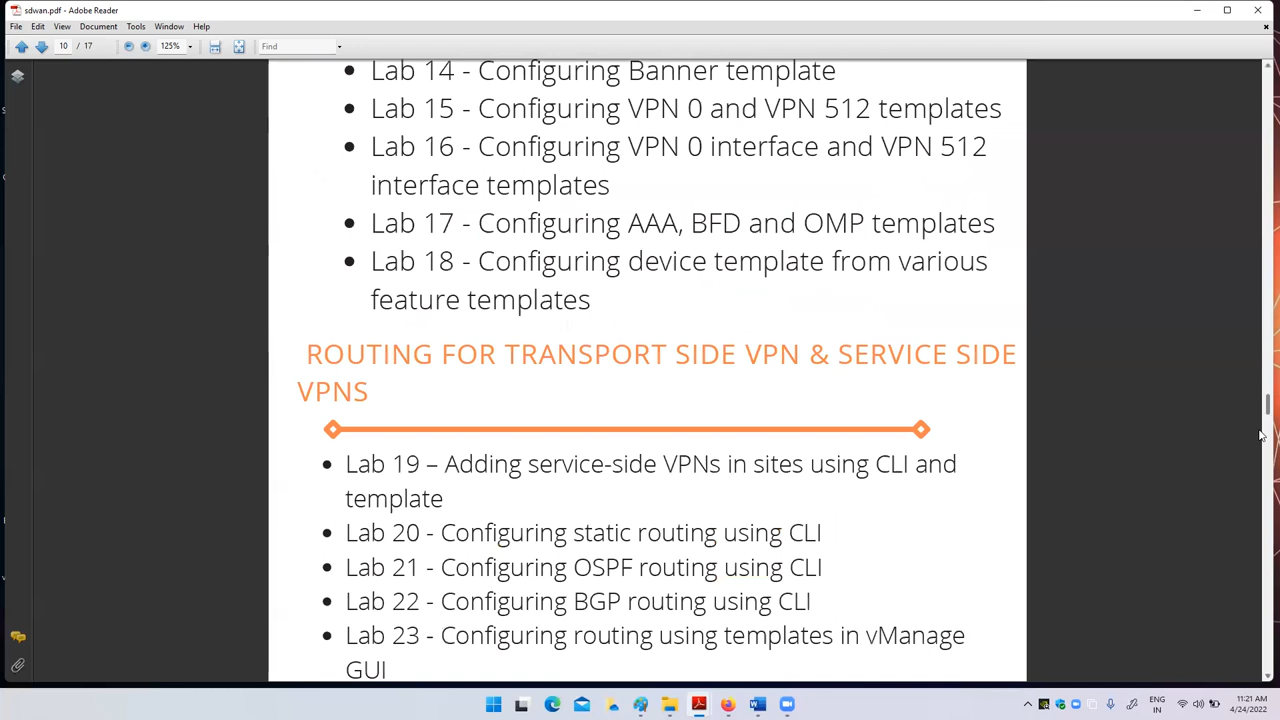 sdwan.pdf - Adobe Reader
File Edit View Document Tools Window Help
10 / 17 125% Find
• Lab 14 - Configuring Banner template
• Lab 15 - Configuring VPN 0 and VPN 512 templates
• Lab 16 - Configuring VPN 0 interface and VPN 512
interface templates
• Lab 17 - Configuring AAA, BFD and OMP templates
• Lab 18 - Configuring device template from various
feature templates
ROUTING FOR TRANSPORT SIDE VPN & SERVICE SIDE
VPNS
• Lab 19 – Adding service-side VPNs in sites using CLI and
template
• Lab 20 - Configuring static routing using CLI
• Lab 21 - Configuring OSPF routing using CLI
• Lab 22 - Configuring BGP routing using CLI
• Lab 23 - Configuring routing using templates in vManage
GUI
ENG
IN
11:21 AM
4/24/2022